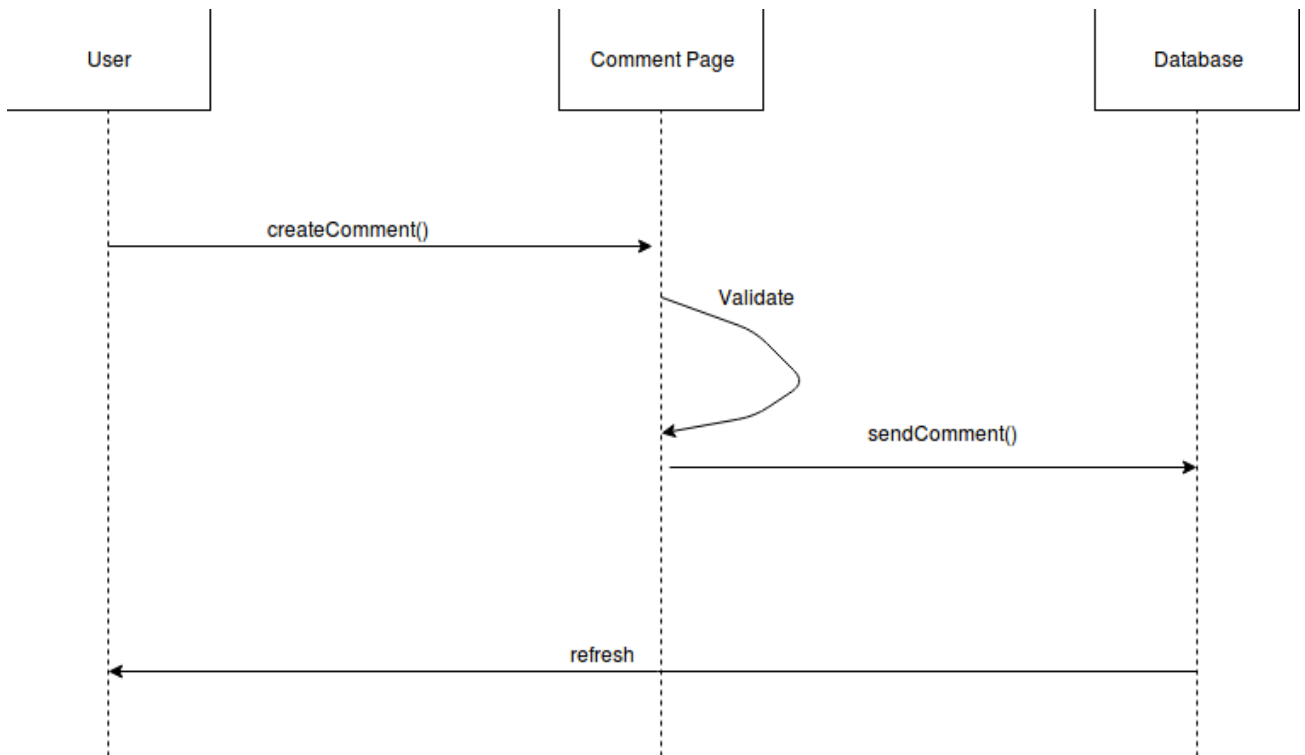 User
Comment Page
Database
createComment()
Validate
sendComment()
refresh